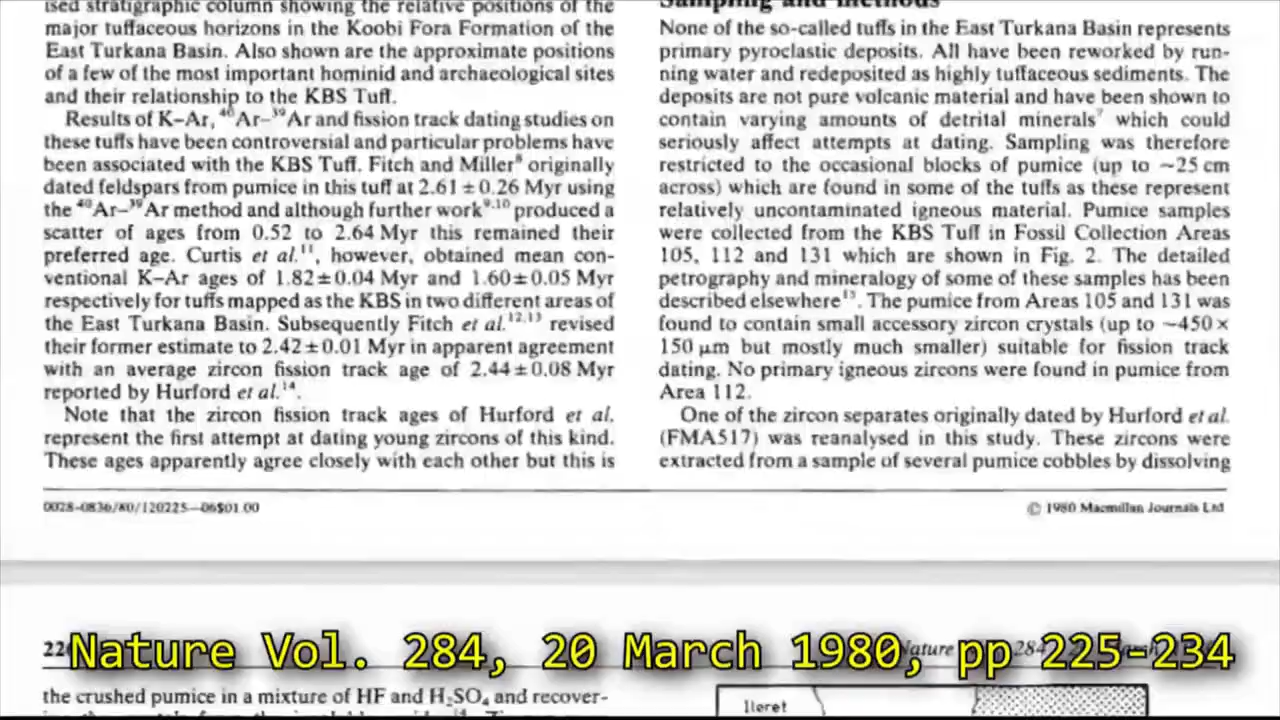 ised stratigraphic column showing the relative positions of the
major tuffaceous horizons in the Koobi Fora Formation of the
East Turkana Basin. Also shown are the approximate positions
of a few of the most important hominid and archaeological sites
and their relationship to the KBS Tuff.
Results of K–Ar, ⁴⁰Ar–³⁹Ar and fission track dating studies on
these tuffs have been controversial and particular problems have
been associated with the KBS Tuff. Fitch and Miller⁸ originally
dated feldspars from pumice in this tuff at 2.61 ± 0.26 Myr using
the ⁴⁰Ar–³⁹Ar method and although further work⁹,¹⁰ produced a
scatter of ages from 0.52 to 2.64 Myr this remained their
preferred age. Curtis et al.¹¹, however, obtained mean con-
ventional K–Ar ages of 1.82±0.04 Myr and 1.60±0.05 Myr
respectively for tuffs mapped as the KBS in two different areas of
the East Turkana Basin. Subsequently Fitch et al.¹²,¹³ revised
their former estimate to 2.42±0.01 Myr in apparent agreement
with an average zircon fission track age of 2.44±0.08 Myr
reported by Hurford et al.¹⁴.
Note that the zircon fission track ages of Hurford et al.
represent the first attempt at dating young zircons of this kind.
These ages apparently agree closely with each other but this is
Sampling and methods
None of the so-called tuffs in the East Turkana Basin represents
primary pyroclastic deposits. All have been reworked by run-
ning water and redeposited as highly tuffaceous sediments. The
deposits are not pure volcanic material and have been shown to
contain varying amounts of detrital minerals⁷ which could
seriously affect attempts at dating. Sampling was therefore
restricted to the occasional blocks of pumice (up to ~25 cm
across) which are found in some of the tuffs as these represent
relatively uncontaminated igneous material. Pumice samples
were collected from the KBS Tuff in Fossil Collection Areas
105, 112 and 131 which are shown in Fig. 2. The detailed
petrography and mineralogy of some of these samples has been
described elsewhere¹⁵. The pumice from Areas 105 and 131 was
found to contain small accessory zircon crystals (up to ~450 ×
150 μm but mostly much smaller) suitable for fission track
dating. No primary igneous zircons were found in pumice from
Area 112.
One of the zircon separates originally dated by Hurford et al.
(FMA517) was reanalysed in this study. These zircons were
extracted from a sample of several pumice cobbles by dissolving
0028–0836/80/120225—06$01.00
© 1980 Macmillan Journals Ltd
Nature Vol. 284, 20 March 1980, pp 225-234
the crushed pumice in a mixture of HF and H₂SO₄ and recover-
Ileret